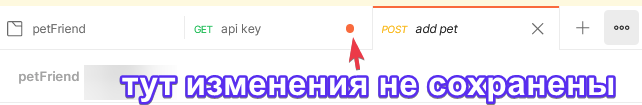 petFriend GET api key POST add pet
petFriend
тут изменения не сохранены